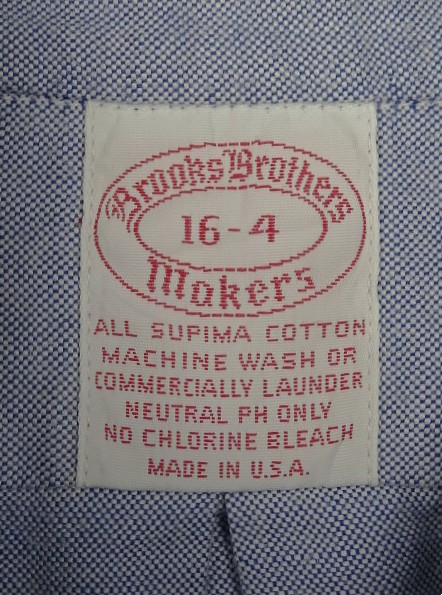 Brooks Brothers
16-4
Makers
ALL SUPIMA COTTON
MACHINE WASH OR
COMMERCIALLY LAUNDER
NEUTRAL PH ONLY
NO CHLORINE BLEACH
MADE IN U.S.A.